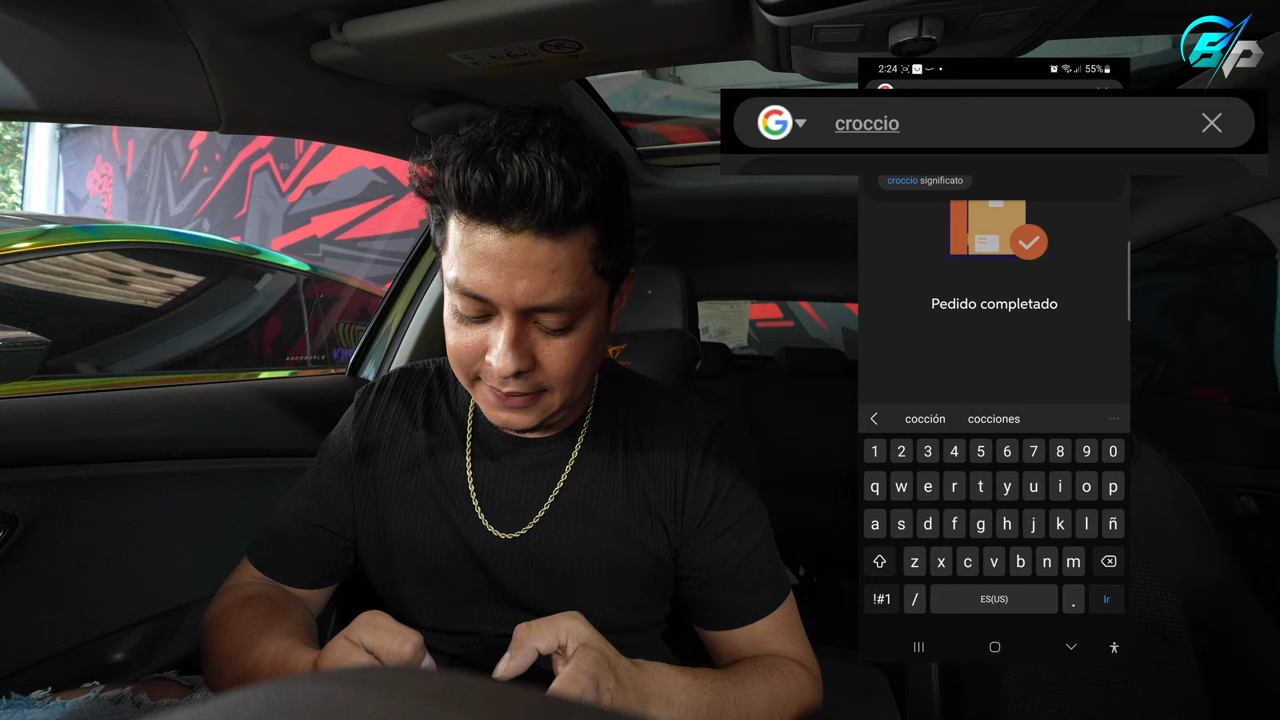 BP
2:24
55%
G
croccio
croccio significato
Pedido completado
cocción
cocciones
1 2 3 4 5 6 7 8 9 0
q w e r t y u i o p
a s d f g h j k l ñ
z x c v b n m
!#1 / ES(US) . Ir